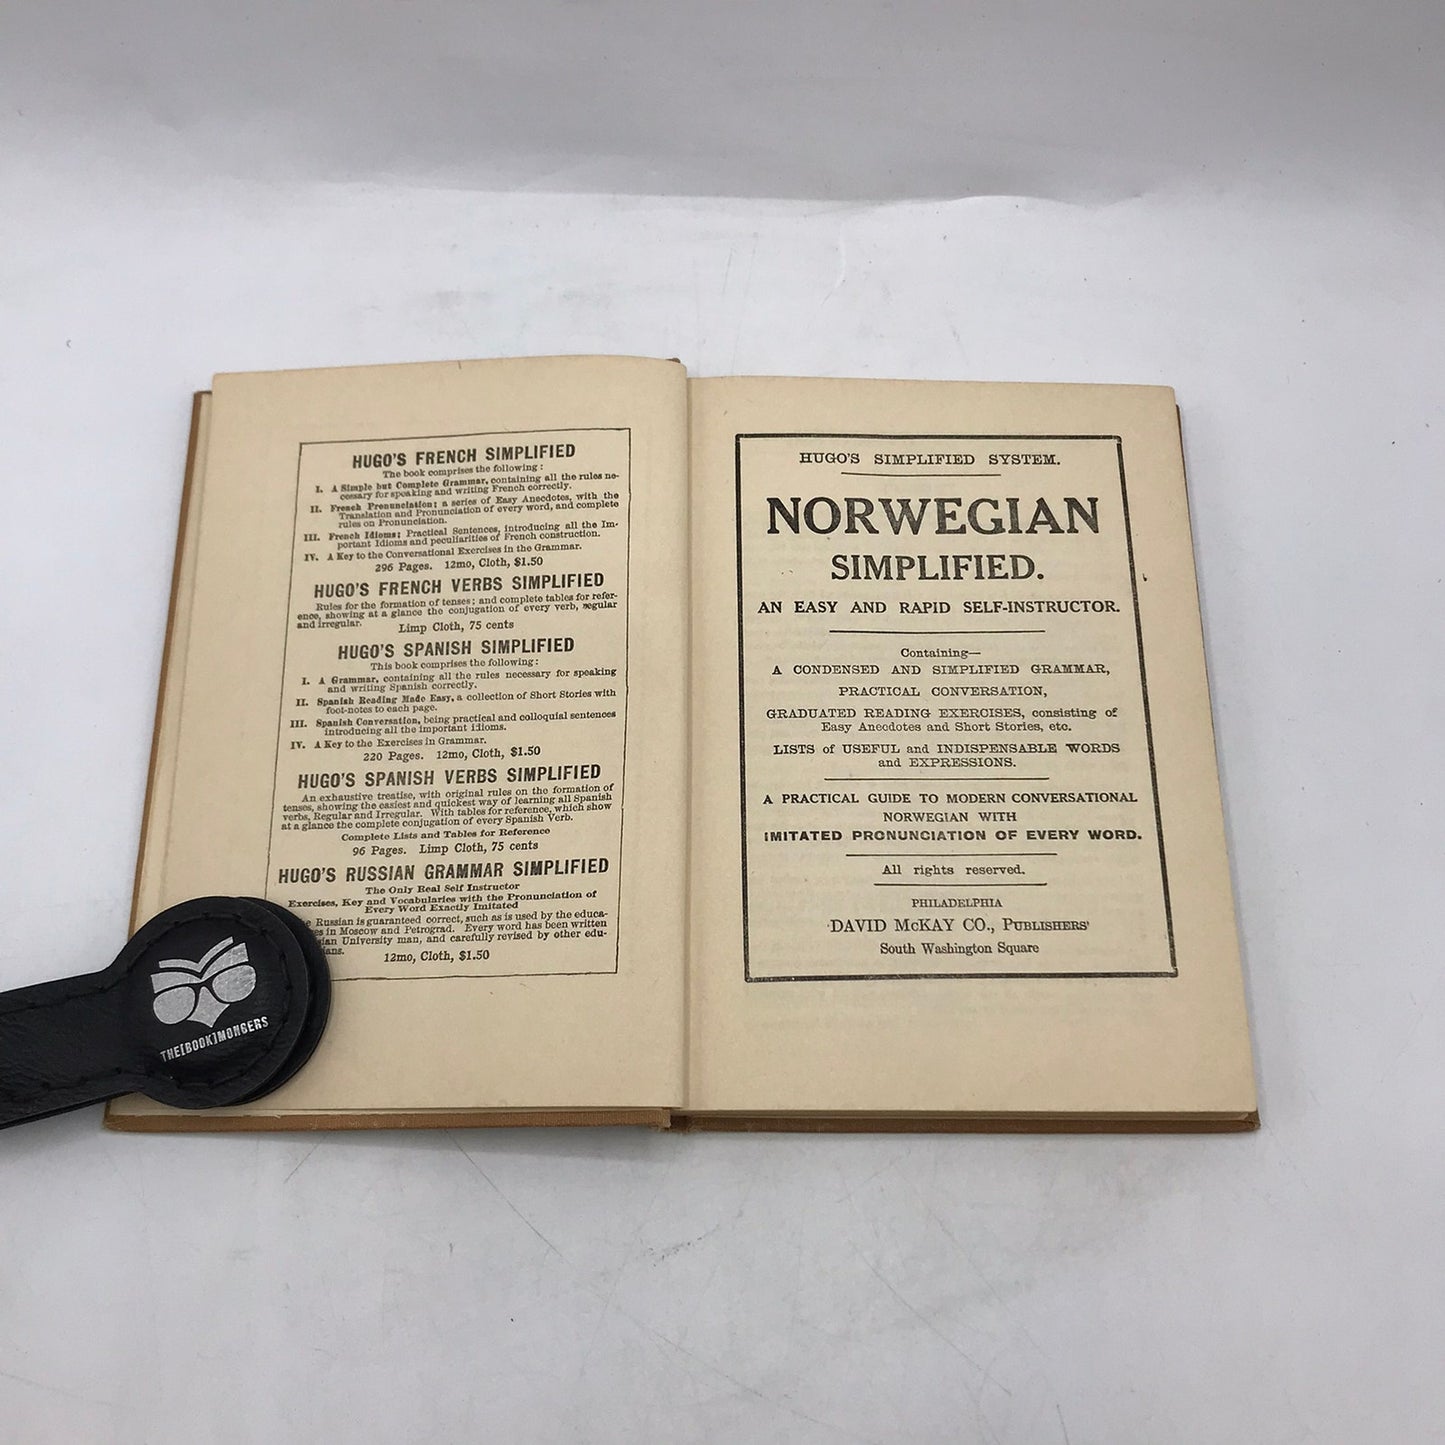 HUGO'S FRENCH SIMPLIFIED
The book comprises the following:
I. A Simple but Complete Grammar, containing all the rules ne-
cessary for speaking and writing French correctly.
II. French Pronunciation; a series of Easy Anecdotes, with the
Translation and Pronunciation of every word, and complete
rules on Pronunciation.
III. French Idioms; Practical Sentences, introducing all the Im-
portant Idioms and peculiarities of French construction.
IV. A Key to the Conversational Exercises in the Grammar.
296 Pages. 12mo, Cloth, $1.50
HUGO'S FRENCH VERBS SIMPLIFIED
Rules for the formation of tenses; and complete tables for refer-
ence, showing at a glance the conjugation of every verb, regular
and irregular.
Limp Cloth, 75 cents
HUGO'S SPANISH SIMPLIFIED
This book comprises the following:
I. A Grammar, containing all the rules necessary for speaking
and writing Spanish correctly.
II. Spanish Reading Made Easy, a collection of Short Stories with
foot-notes to each page.
III. Spanish Conversation, being practical and colloquial sentences
introducing all the important idioms.
IV. A Key to the Exercises in Grammar.
220 Pages. 12mo, Cloth, $1.50
HUGO'S SPANISH VERBS SIMPLIFIED
An exhaustive treatise, with original rules on the formation of
tenses, showing the easiest and quickest way of learning all Spanish
verbs, Regular and Irregular. With tables for reference, which show
at a glance the complete conjugation of every Spanish Verb.
Complete Lists and Tables for Reference
96 Pages. Limp Cloth, 75 cents
HUGO'S RUSSIAN GRAMMAR SIMPLIFIED
The Only Real Self Instructor
Exercises, Key and Vocabularies with the Pronunciation of
Every Word Exactly Imitated
Russian is guaranteed correct, such as is used by the educa-
in Moscow and Petrograd. Every word has been written
University man, and carefully revised by other edu-
12mo, Cloth, $1.50
THE[BOOK]MONGERS
HUGO'S SIMPLIFIED SYSTEM.
NORWEGIAN
SIMPLIFIED.
AN EASY AND RAPID SELF-INSTRUCTOR.
Containing—
A CONDENSED AND SIMPLIFIED GRAMMAR,
PRACTICAL CONVERSATION,
GRADUATED READING EXERCISES, consisting of
Easy Anecdotes and Short Stories, etc.
LISTS of USEFUL and INDISPENSABLE WORDS
and EXPRESSIONS.
A PRACTICAL GUIDE TO MODERN CONVERSATIONAL
NORWEGIAN WITH
IMITATED PRONUNCIATION OF EVERY WORD.
All rights reserved.
PHILADELPHIA
DAVID McKAY CO., PUBLISHERS
South Washington Square